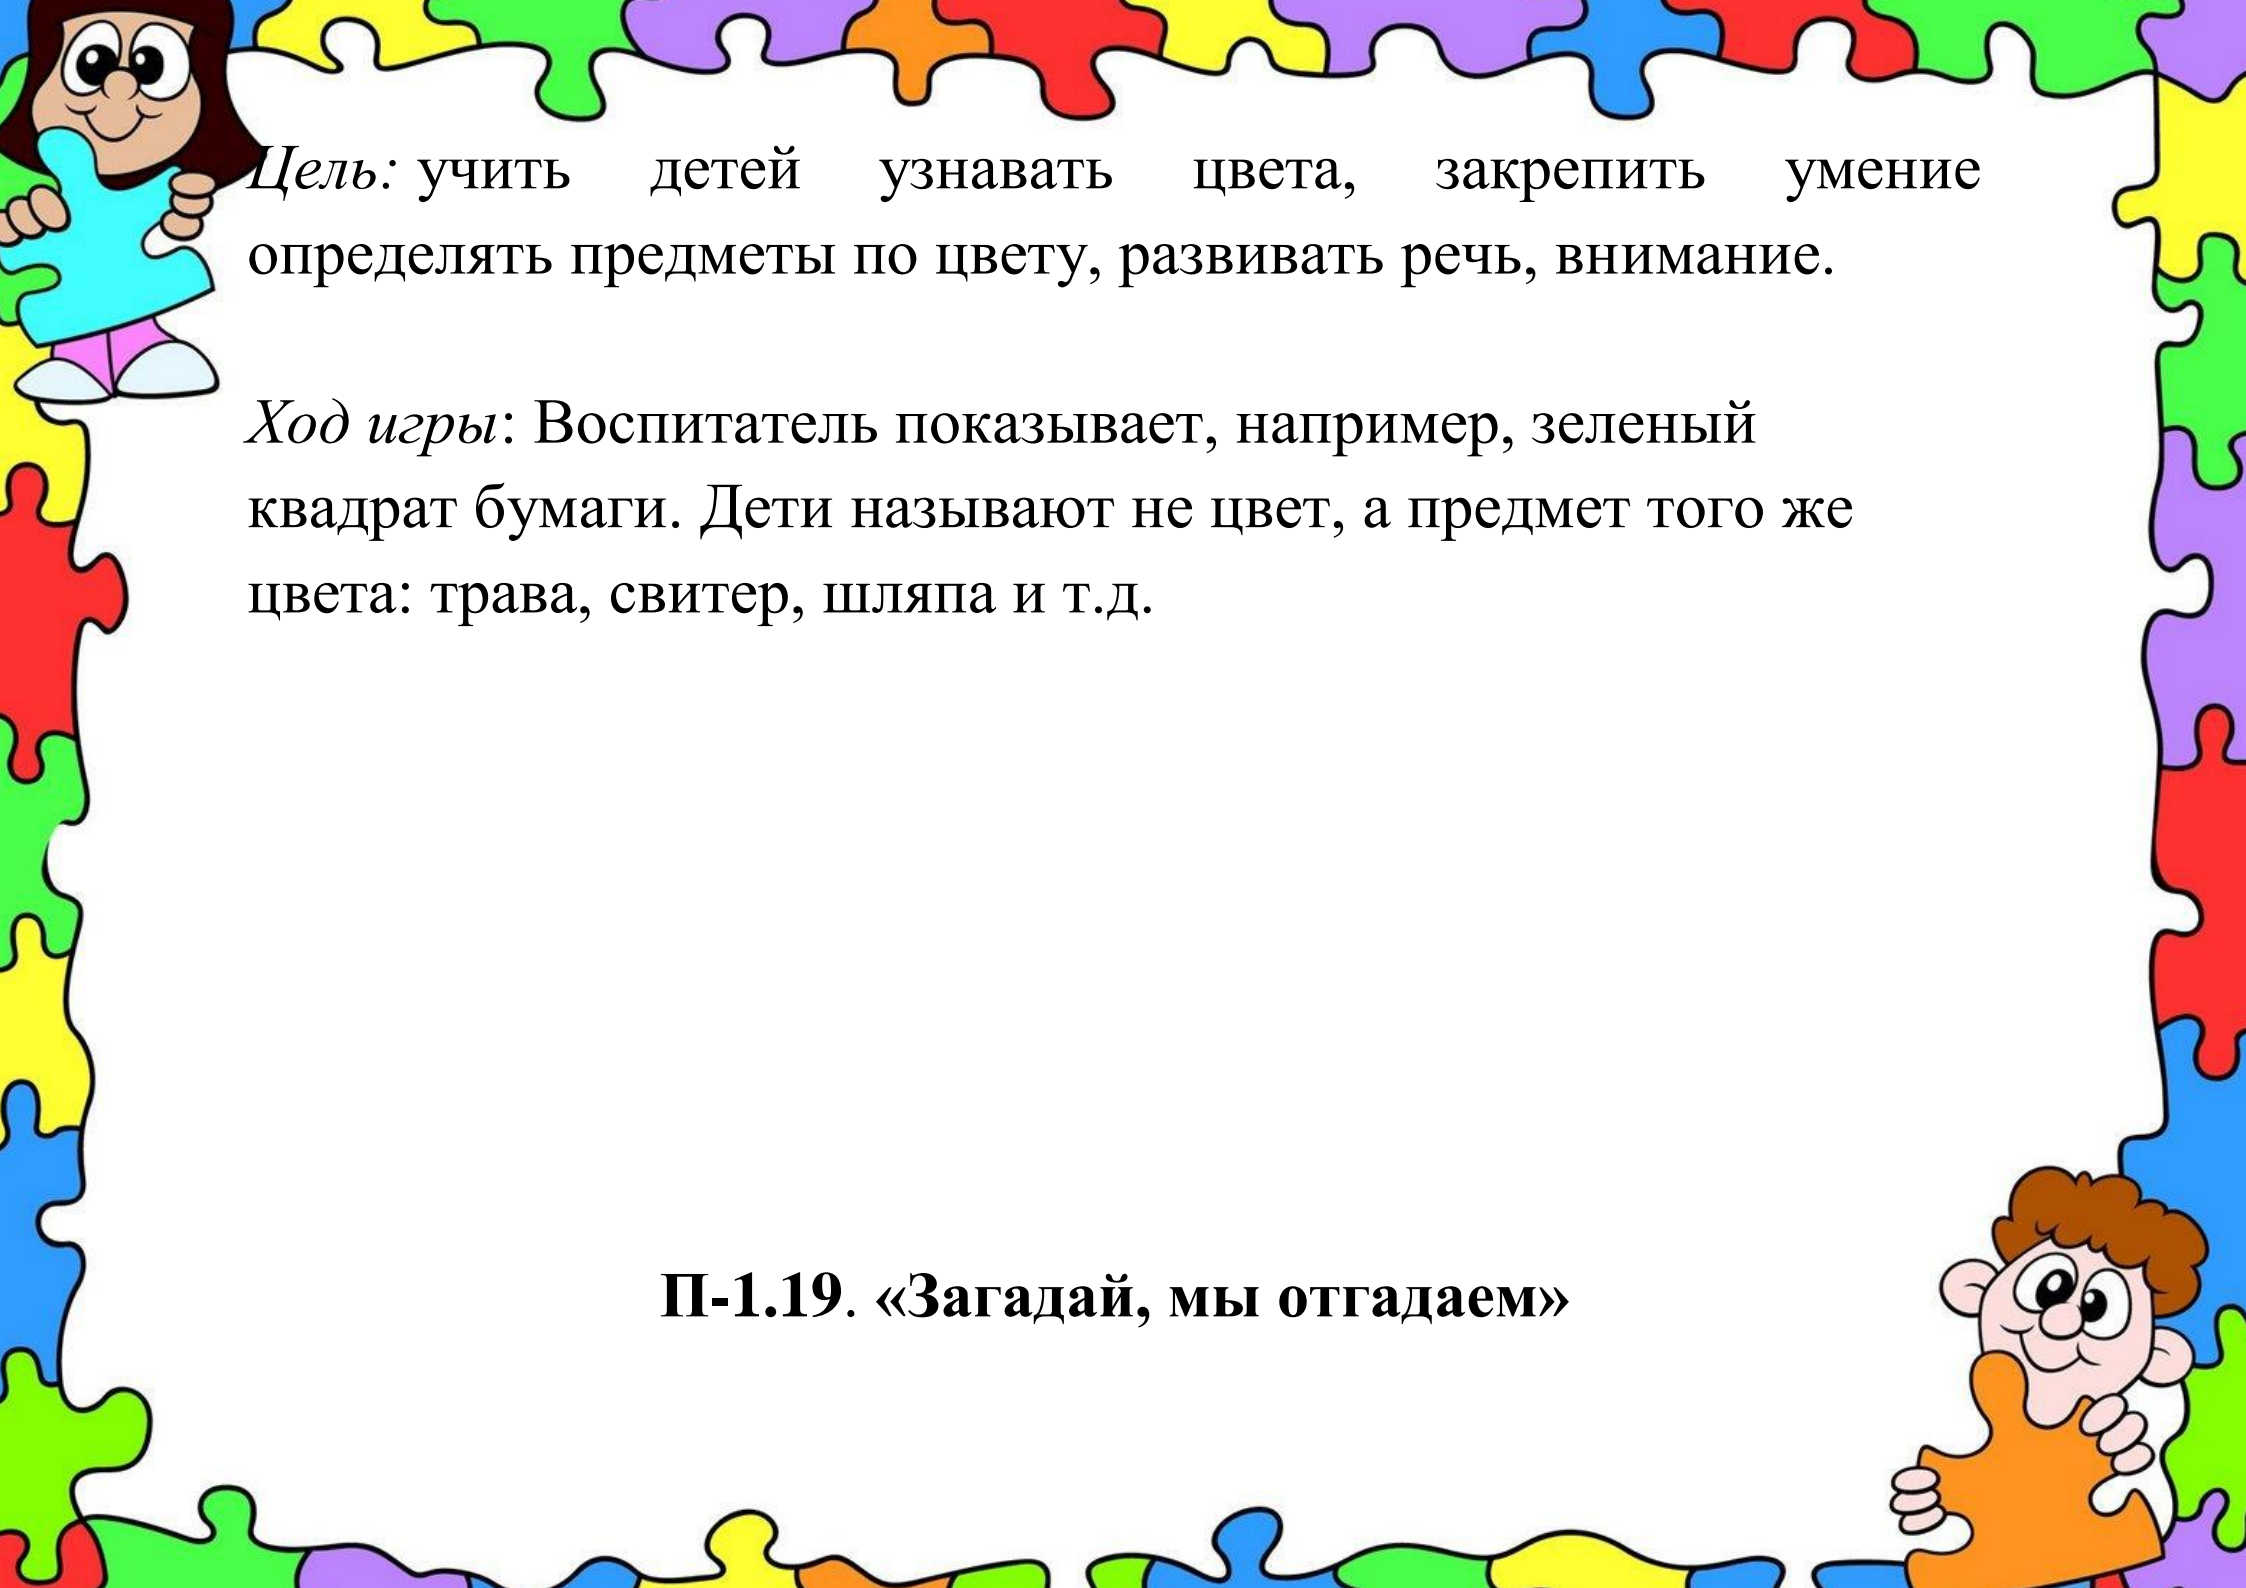 Цель: учить детей узнавать цвета, закрепить умение
определять предметы по цвету, развивать речь, внимание.
Ход игры: Воспитатель показывает, например, зеленый
квадрат бумаги. Дети называют не цвет, а предмет того же
цвета: трава, свитер, шляпа и т.д.
П-1.19. «Загадай, мы отгадаем»